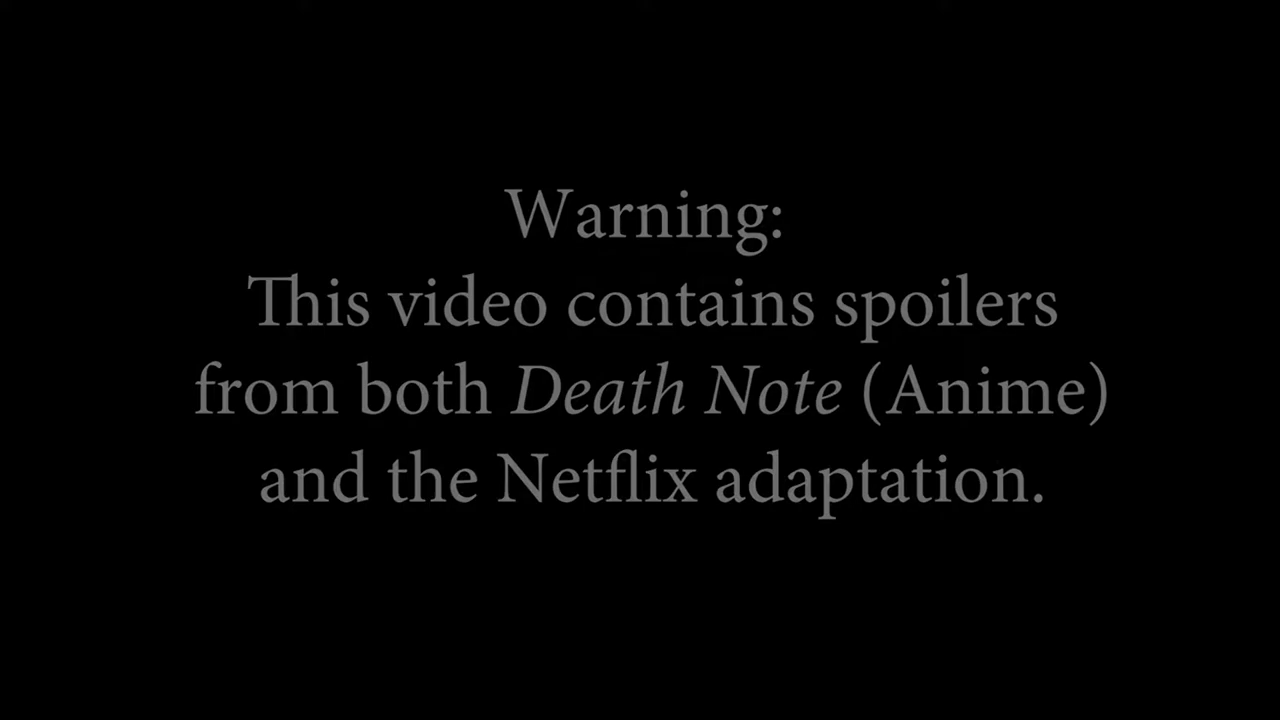 Warning:
This video contains spoilers
from both Death Note (Anime)
and the Netflix adaptation.